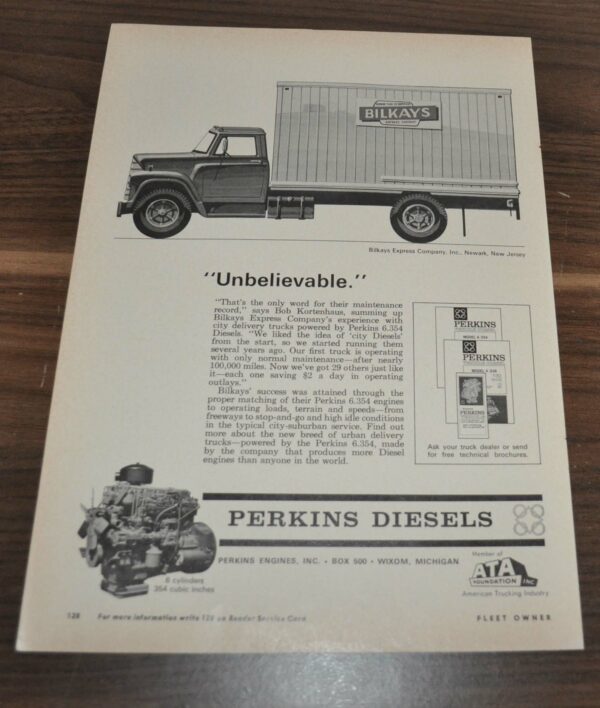 BILKAYS
Bilkays Express Company, Inc., Newark, New Jersey
"Unbelievable."
"That's the only word for their maintenance
record," says Bob Kortenhaus, summing up
Bilkays Express Company's experience with
city delivery trucks powered by Perkins 6.354
Diesels. "We liked the idea of 'city Diesels'
from the start, so we started running them
several years ago. Our first truck is operating
with only normal maintenance—after nearly
100,000 miles. Now we've got 29 others just like
it—each one saving $2 a day in operating
outlays."
Bilkays' success was attained through the
proper matching of their Perkins 6.354 engines
to operating loads, terrain and speeds—from
freeways to stop-and-go and high idle conditions
in the typical city-suburban service. Find out
more about the new breed of urban delivery
trucks—powered by the Perkins 6.354, made
by the company that produces more Diesel
engines than anyone in the world.
PERKINS
PERKINS
Ask your truck dealer or send
for free technical brochures.
PERKINS DIESELS
PERKINS ENGINES, INC. • BOX 500 • WIXOM, MICHIGAN
6 cylinders
354 cubic inches
Member of
ATA
FOUNDATION INC
American Trucking Industry
128 For more information write 128 on Reader Service Card
FLEET OWNER